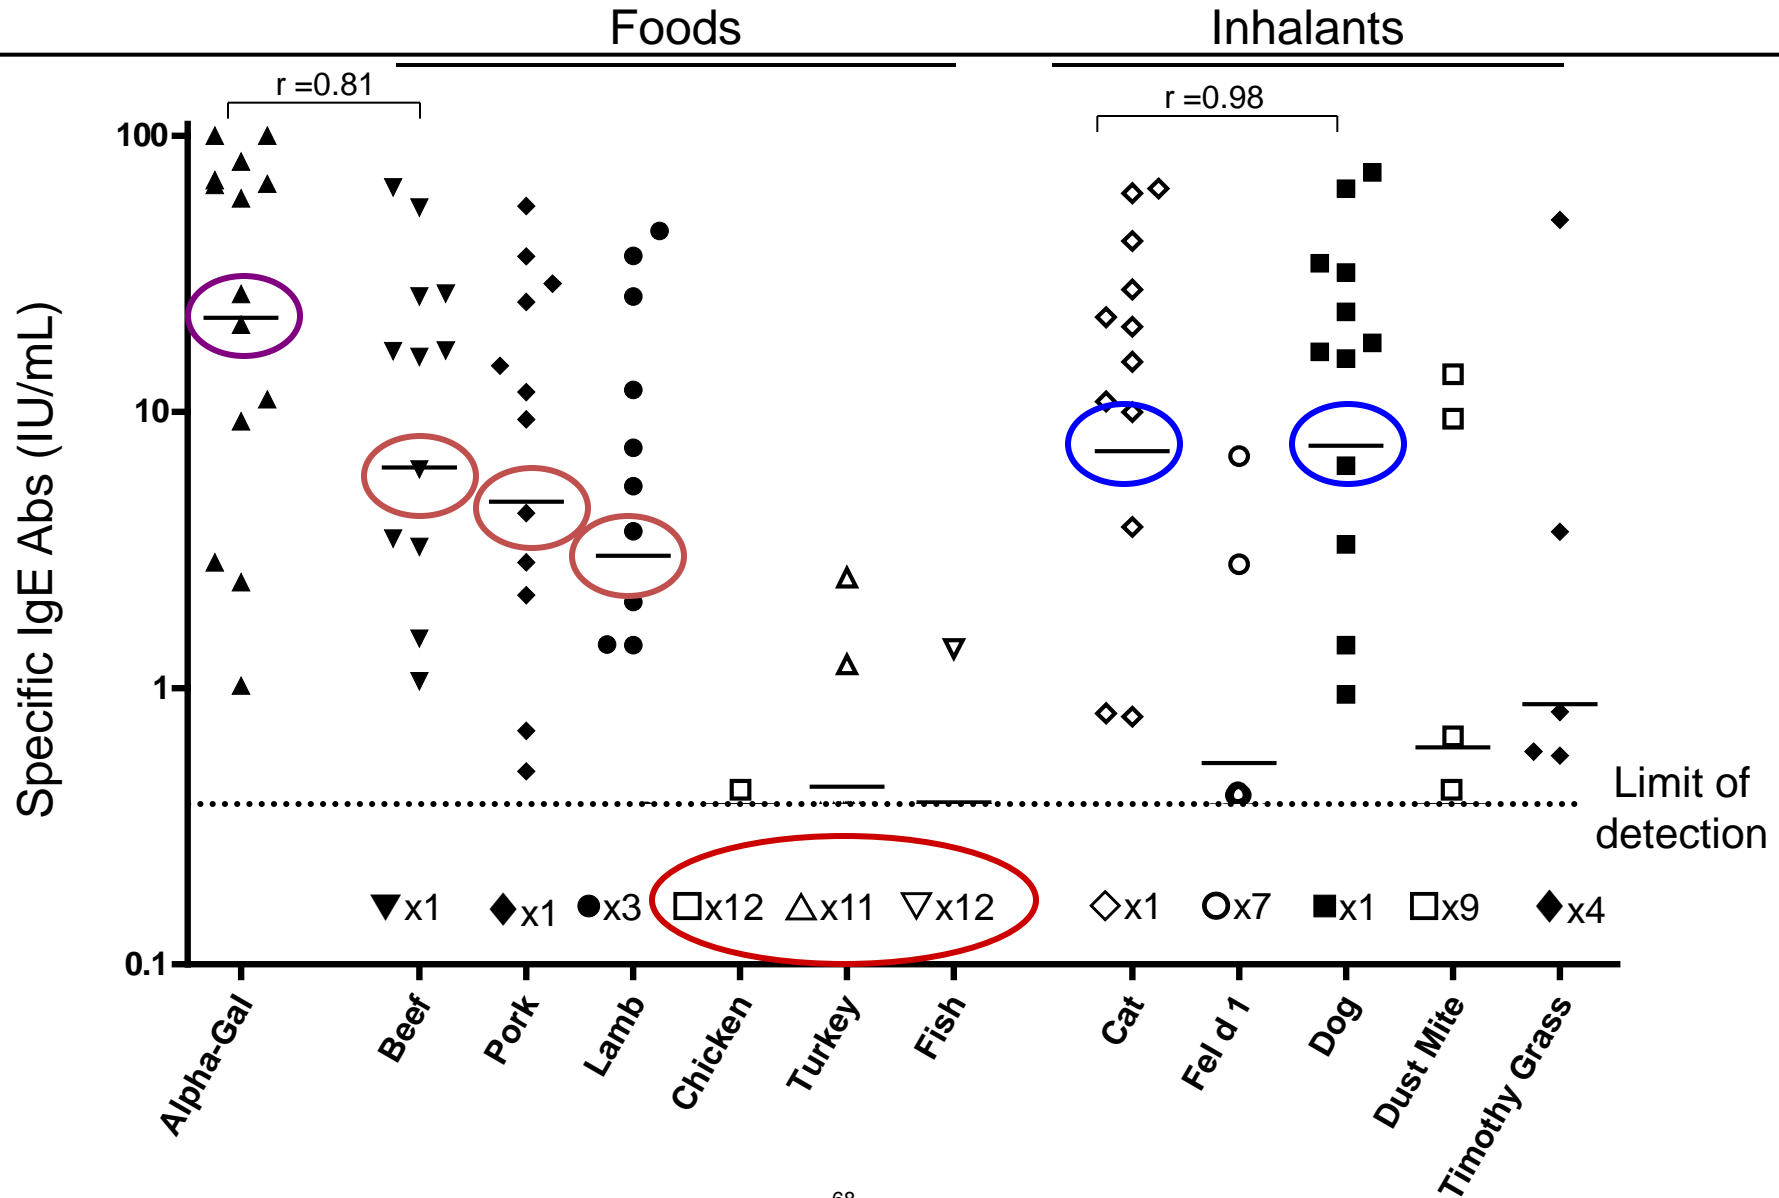 Foods Inhalants
r =0.81 r =0.98
100
10
1
0.1
Specific IgE Abs (IU/mL)
Limit of
detection
x1 x1 x3 x12 x11 x12 x1 x7 x1 x9 x4
Alpha-Gal Beef Pork Lamb Chicken Turkey Fish Cat Fel d 1 Dog Dust Mite Timothy Grass
68